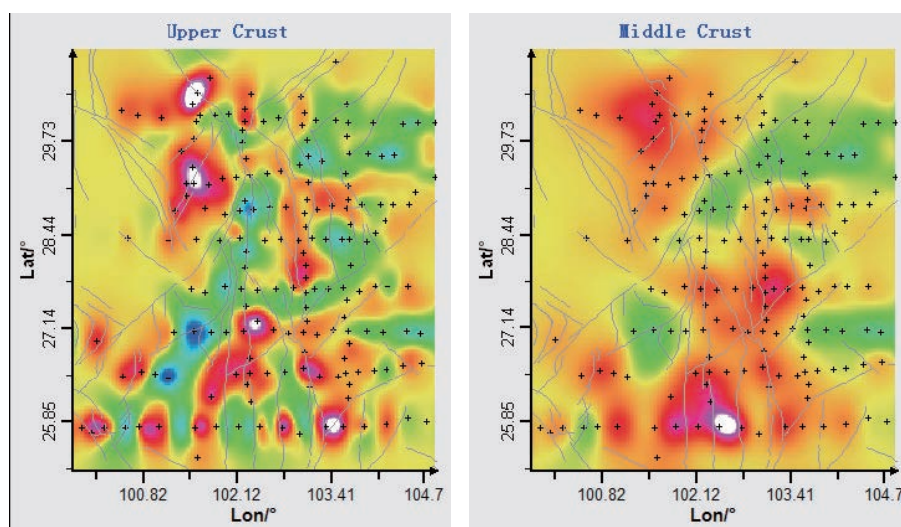 Upper Crust
Lat/°
29.73
28.44
27.14
25.85
100.82
102.12
103.41
104.7
Lon/°
Middle Crust
Lat/°
29.73
28.44
27.14
25.85
100.82
102.12
103.41
104.7
Lon/°